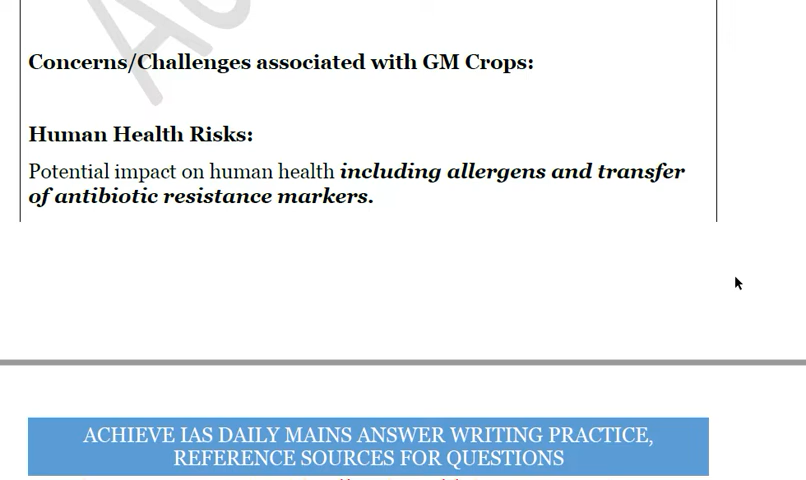 Concerns/Challenges associated with GM Crops:
Human Health Risks:
Potential impact on human health including allergens and transfer
of antibiotic resistance markers.
ACHIEVE IAS DAILY MAINS ANSWER WRITING PRACTICE,
REFERENCE SOURCES FOR QUESTIONS